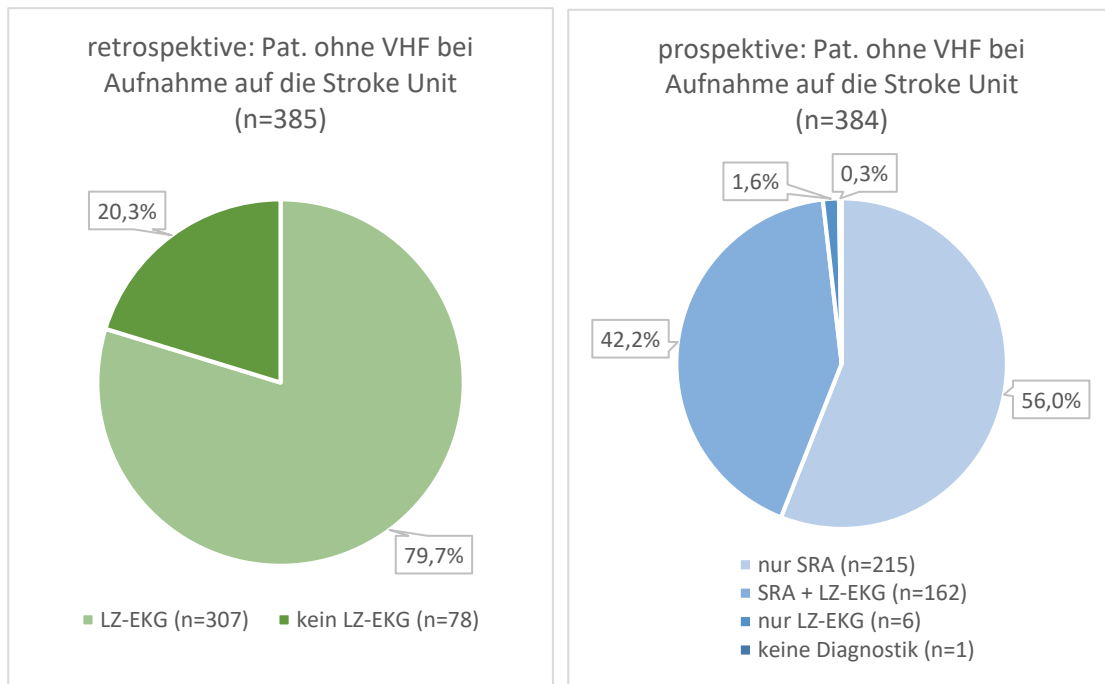 retrospektive: Pat. ohne VHF bei
Aufnahme auf die Stroke Unit
(n=385)
20,3%
79,7%
LZ-EKG (n=307) kein LZ-EKG (n=78)
prospektive: Pat. ohne VHF bei
Aufnahme auf die Stroke Unit
(n=384)
1,6%
0,3%
42,2%
56,0%
nur SRA (n=215)
SRA + LZ-EKG (n=162)
nur LZ-EKG (n=6)
keine Diagnostik (n=1)